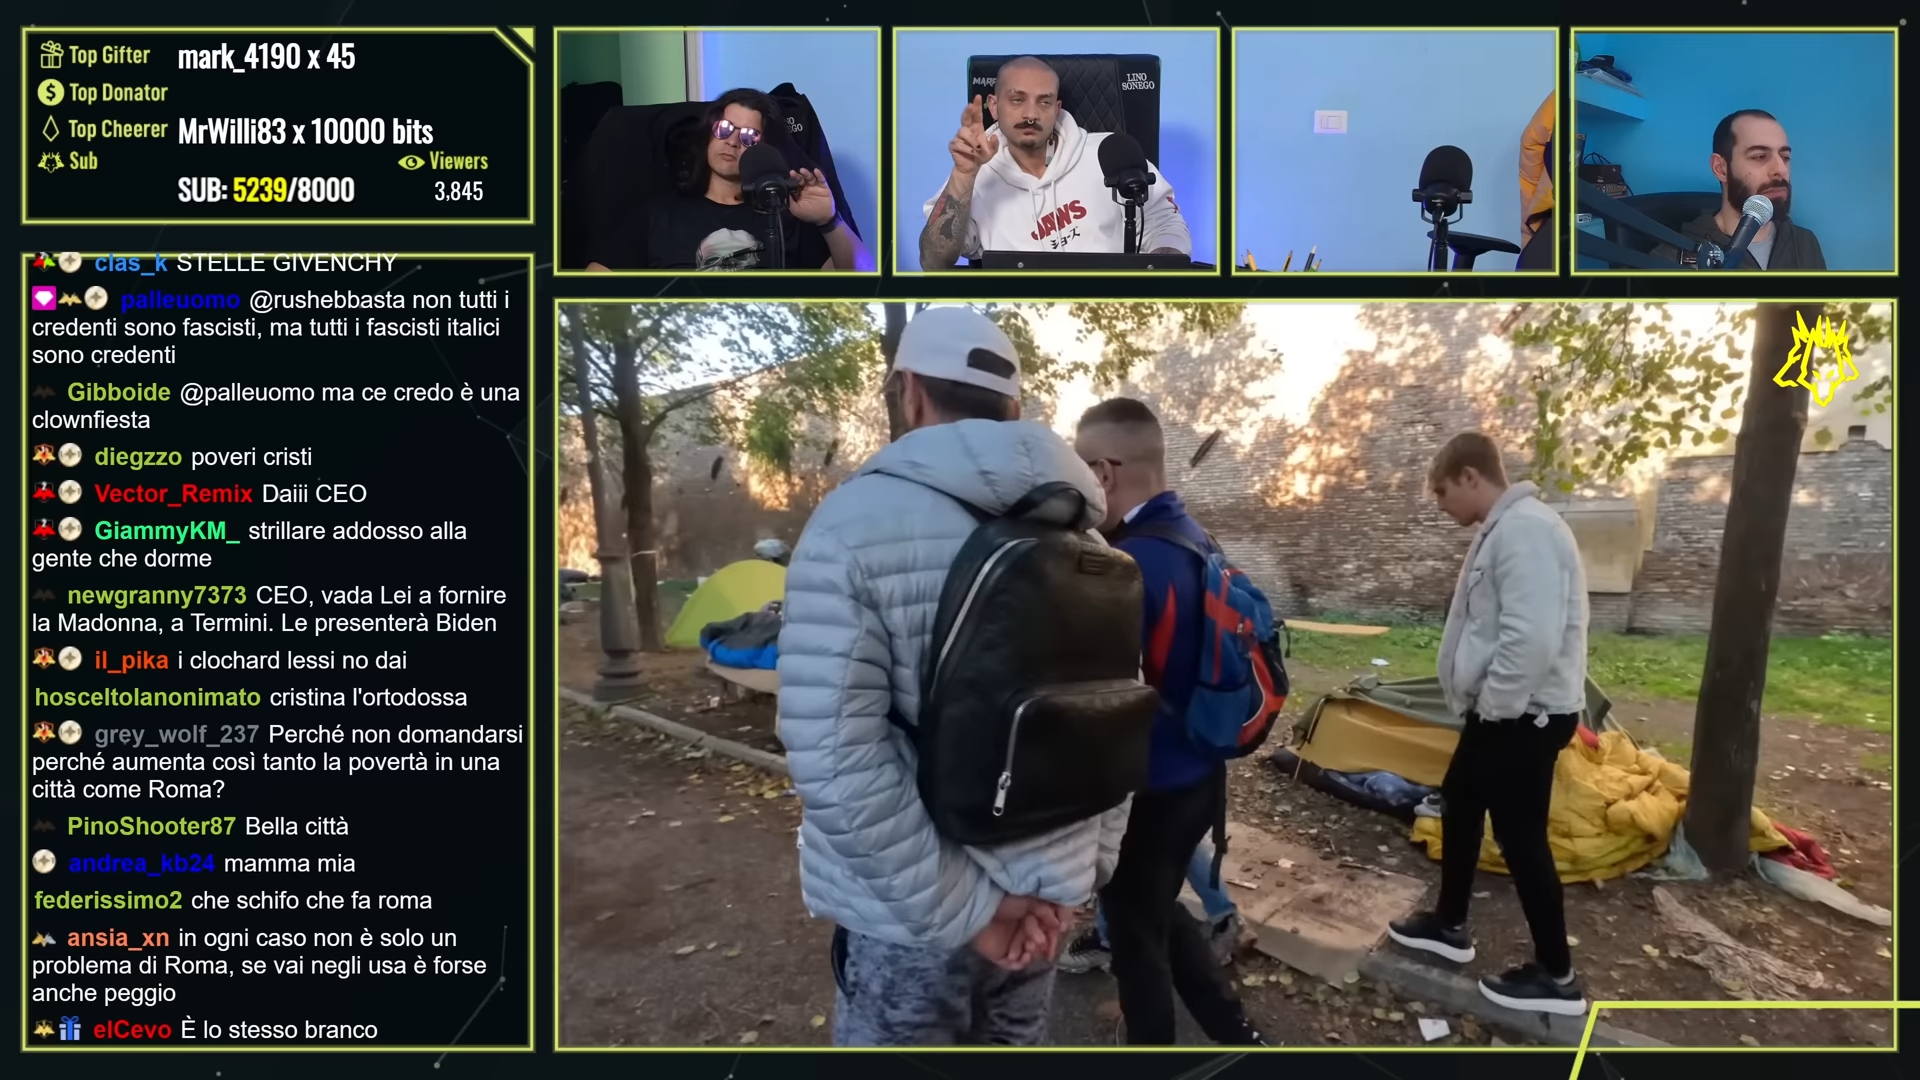 Top Gifter mark_4190 x 45
Top Donator
Top Cheerer MrWilli83 x 10000 bits
Sub
Viewers
SUB: 5239/8000
3,845
clas_k STELLE GIVENCHY
palleuomo @rushebbasta non tutti i
credenti sono fascisti, ma tutti i fascisti italici
sono credenti
Gibboide @palleuomo ma ce credo è una
clownfiesta
diegzzo poveri cristi
Vector_Remix Daiii CEO
GiammyKM_ strillare addosso alla
gente che dorme
newgranny7373 CEO, vada Lei a fornire
la Madonna, a Termini. Le presenterà Biden
il_pika i clochard lessi no dai
hosceltolanonimato cristina l'ortodossa
grey_wolf_237 Perché non domandarsi
perché aumenta così tanto la povertà in una
città come Roma?
PinoShooter87 Bella città
andrea_kb24 mamma mia
federissimo2 che schifo che fa roma
ansia_xn in ogni caso non è solo un
problema di Roma, se vai negli usa è forse
anche peggio
elCevo È lo stesso branco
LINO
SONEGO
JAWS
ジョーズ